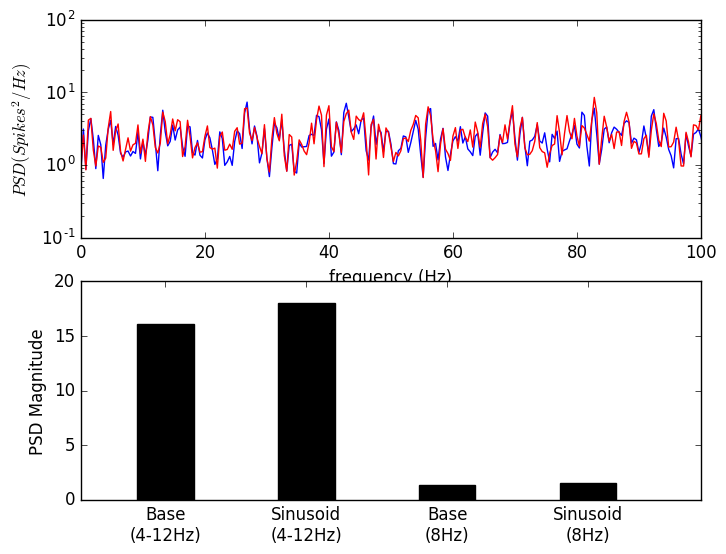 10^2
10^1
10^0
10^-1
PSD(Spikes^2/Hz)
0 20 40 60 80 100
frequency (Hz)
20
15
10
5
0
PSD Magnitude
Base Sinusoid Base Sinusoid
(4-12Hz) (4-12Hz) (8Hz) (8Hz)